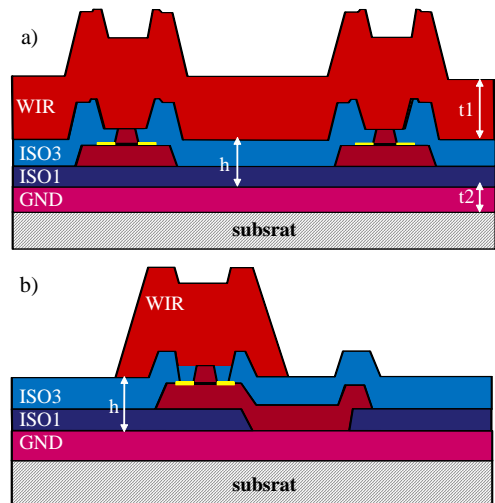 a)
WIR
t1
ISO3
h
ISO1
GND
t2
subsrat
b)
WIR
ISO3
h
ISO1
GND
subsrat